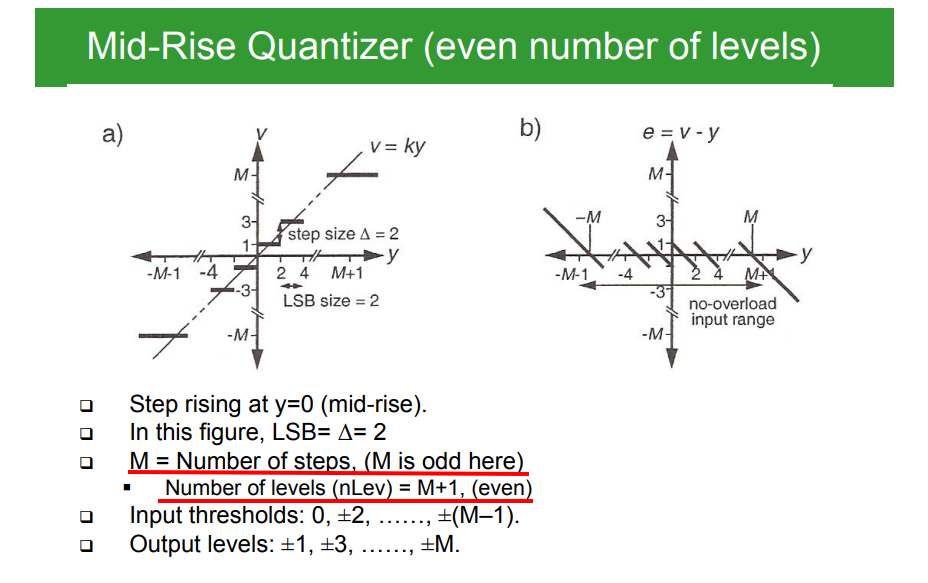 Mid-Rise Quantizer (even number of levels)
a)
v
v = ky
M
3
1
step size Δ = 2
y
-M-1 -4 2 4 M+1
-3
LSB size = 2
-M
b)
e = v - y
M
-M
3
M
1
y
-M-1 -4 2 4 M+1
-3
no-overload
input range
-M
❑ Step rising at y=0 (mid-rise).
❑ In this figure, LSB= Δ= 2
❑ M = Number of steps, (M is odd here)
▪ Number of levels (nLev) = M+1, (even)
❑ Input thresholds: 0, ±2, ……, ±(M–1).
❑ Output levels: ±1, ±3, ……, ±M.